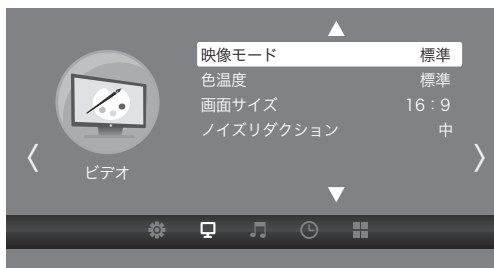 映像モード 標準
色温度 標準
画面サイズ 16：9
ノイズリダクション 中
ビデオ